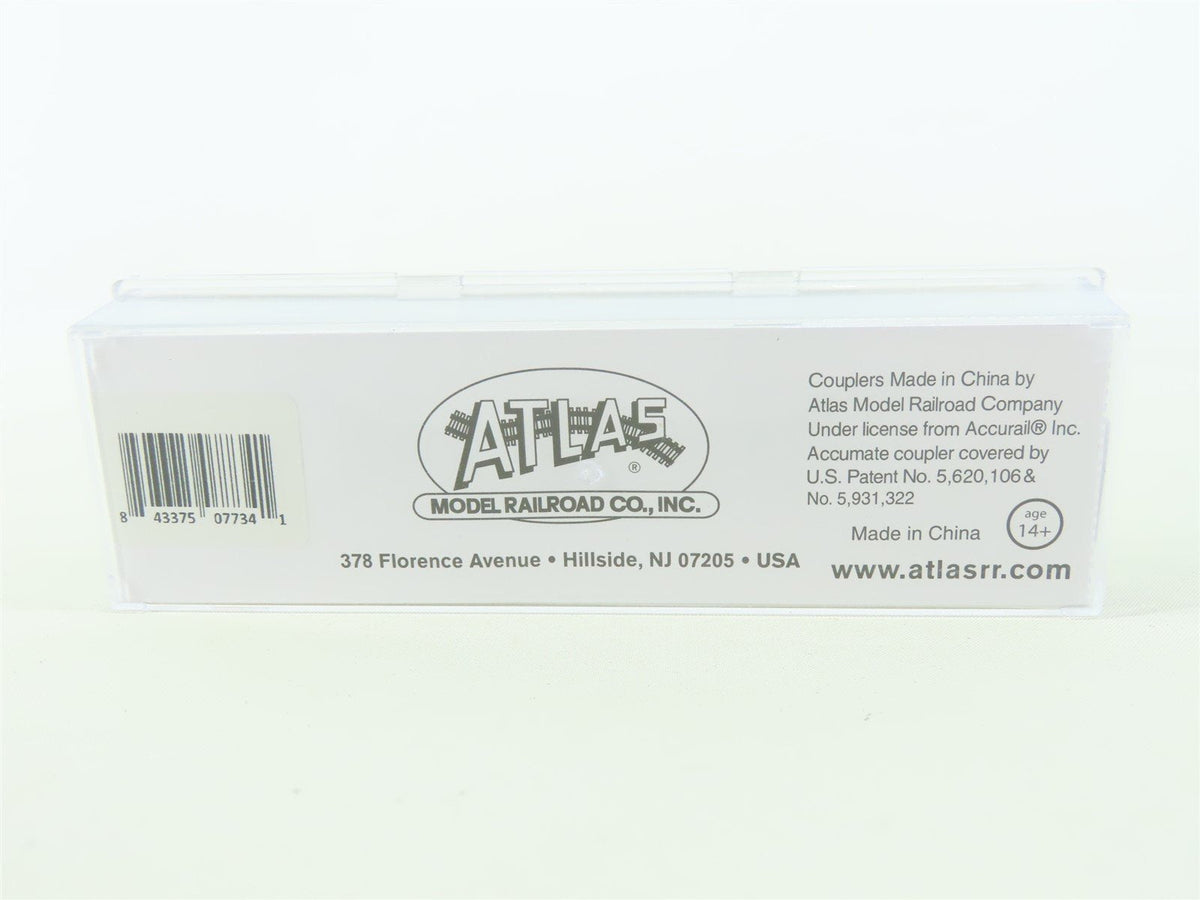 8 43375 07734 1
ATLAS®
MODEL RAILROAD CO., INC.
378 Florence Avenue • Hillside, NJ 07205 • USA
Couplers Made in China by
Atlas Model Railroad Company
Under license from Accurail® Inc.
Accumate coupler covered by
U.S. Patent No. 5,620,106 &
No. 5,931,322
Made in China
age
14+
www.atlasrr.com